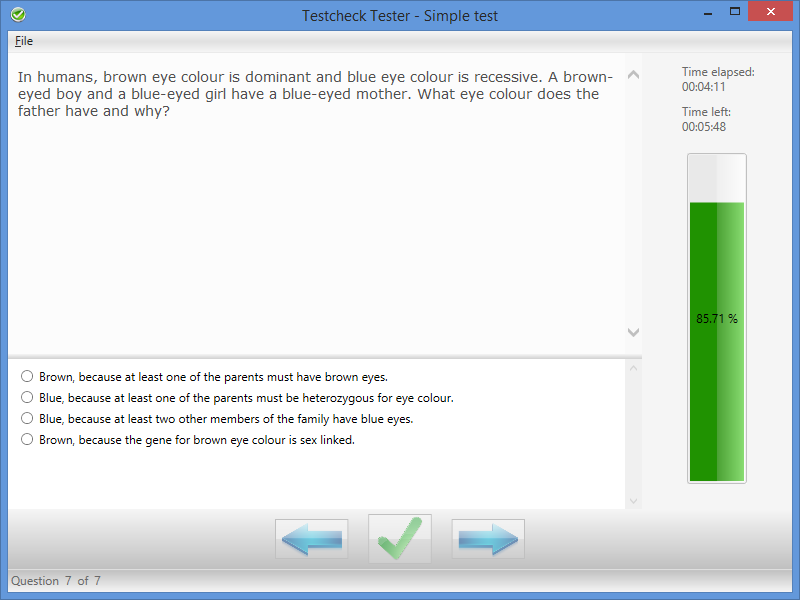 Testcheck Tester - Simple test
File
In humans, brown eye colour is dominant and blue eye colour is recessive. A brown-
eyed boy and a blue-eyed girl have a blue-eyed mother. What eye colour does the
father have and why?
Time elapsed:
00:04:11
Time left:
00:05:48
85.71 %
Brown, because at least one of the parents must have brown eyes.
Blue, because at least one of the parents must be heterozygous for eye colour.
Blue, because at least two other members of the family have blue eyes.
Brown, because the gene for brown eye colour is sex linked.
Question 7 of 7